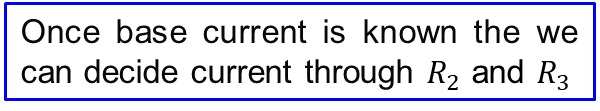 Once base current is known the we
can decide current through R₂ and R₃